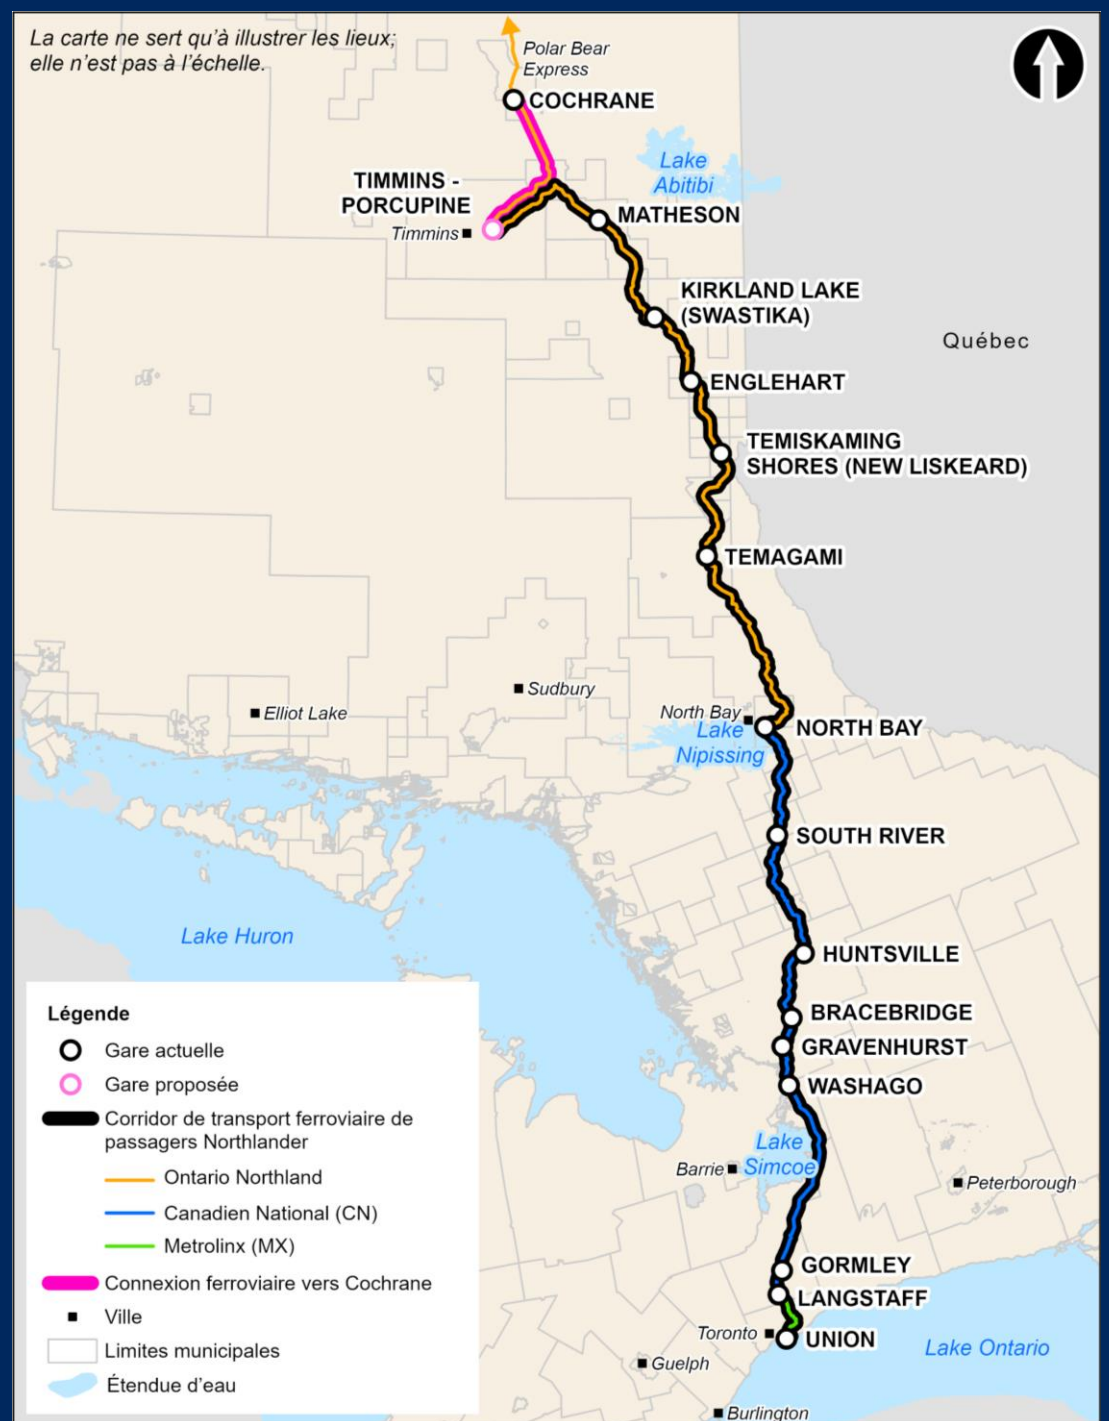 La carte ne sert qu'à illustrer les lieux;
elle n'est pas à l'échelle.
Polar Bear
Express
COCHRANE
Lake
Abitibi
TIMMINS -
PORCUPINE
Timmins
MATHESON
KIRKLAND LAKE
(SWASTIKA)
Québec
ENGLEHART
TEMISKAMING
SHORES (NEW LISKEARD)
TEMAGAMI
Sudbury
Elliot Lake
North Bay
NORTH BAY
Lake
Nipissing
SOUTH RIVER
Lake Huron
HUNTSVILLE
BRACEBRIDGE
GRAVENHURST
WASHAGO
Lake
Simcoe
Barrie
Peterborough
GORMLEY
LANGSTAFF
Toronto
UNION
Lake Ontario
Guelph
Burlington
Légende
Gare actuelle
Gare proposée
Corridor de transport ferroviaire de
passagers Northlander
Ontario Northland
Canadien National (CN)
Metrolinx (MX)
Connexion ferroviaire vers Cochrane
Ville
Limites municipales
Étendue d'eau